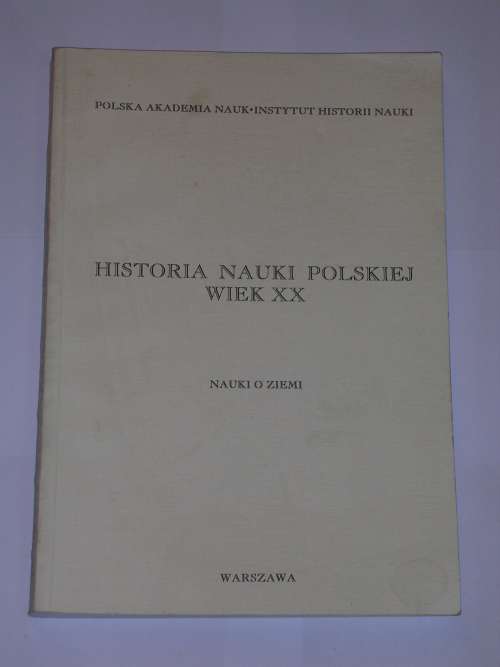 POLSKA AKADEMIA NAUK•INSTYTUT HISTORII NAUKI
HISTORIA NAUKI POLSKIEJ
WIEK XX
NAUKI O ZIEMI
WARSZAWA